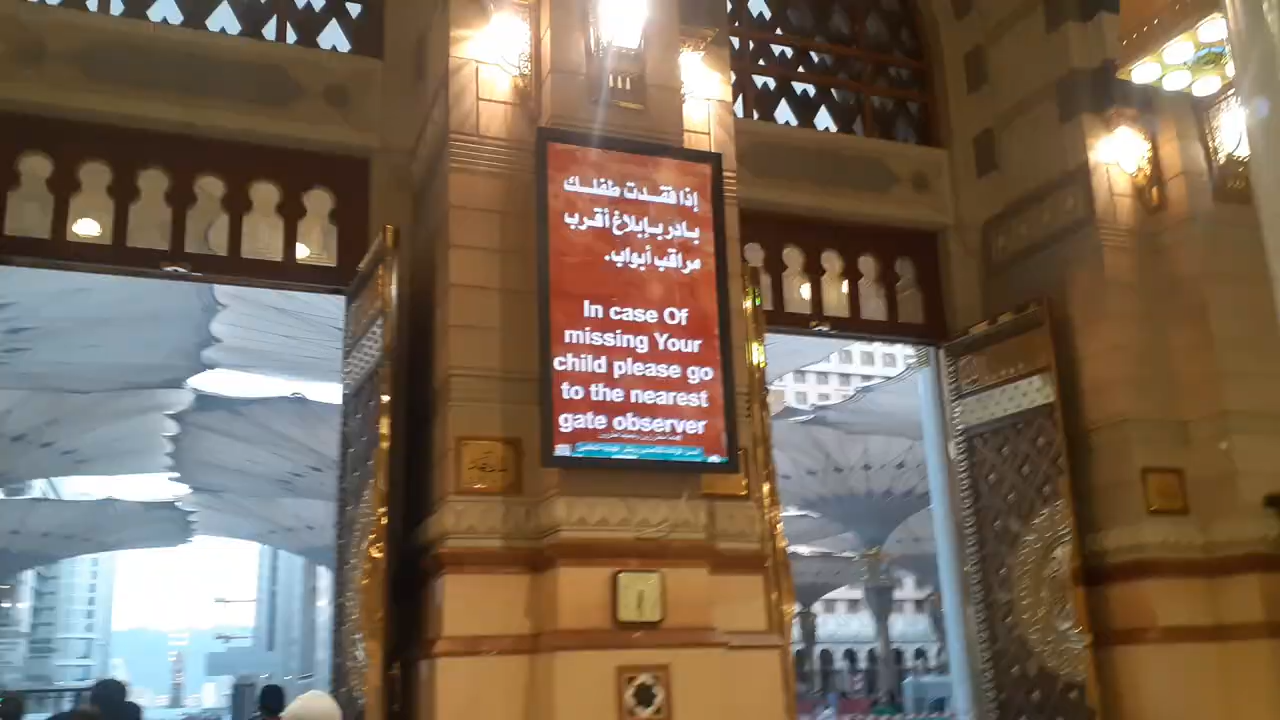 إذا فقدت طفلك
بادر بإبلاغ أقرب
مراقب أبواب.
In case Of
missing Your
child please go
to the nearest
gate observer